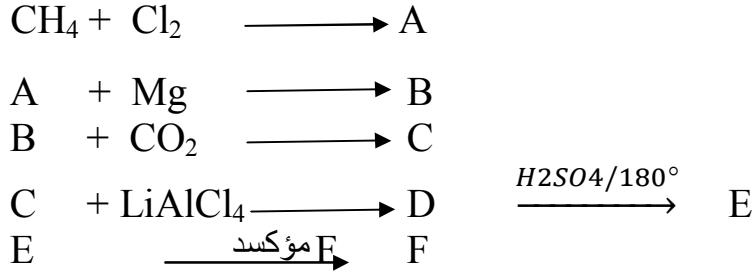 CH₄ + Cl₂ ⟶ A
A + Mg ⟶ B
B + CO₂ ⟶ C
H2SO4/180°
C + LiAlCl₄ ⟶ D ⟶ E
E مؤكسد F ⟶ F